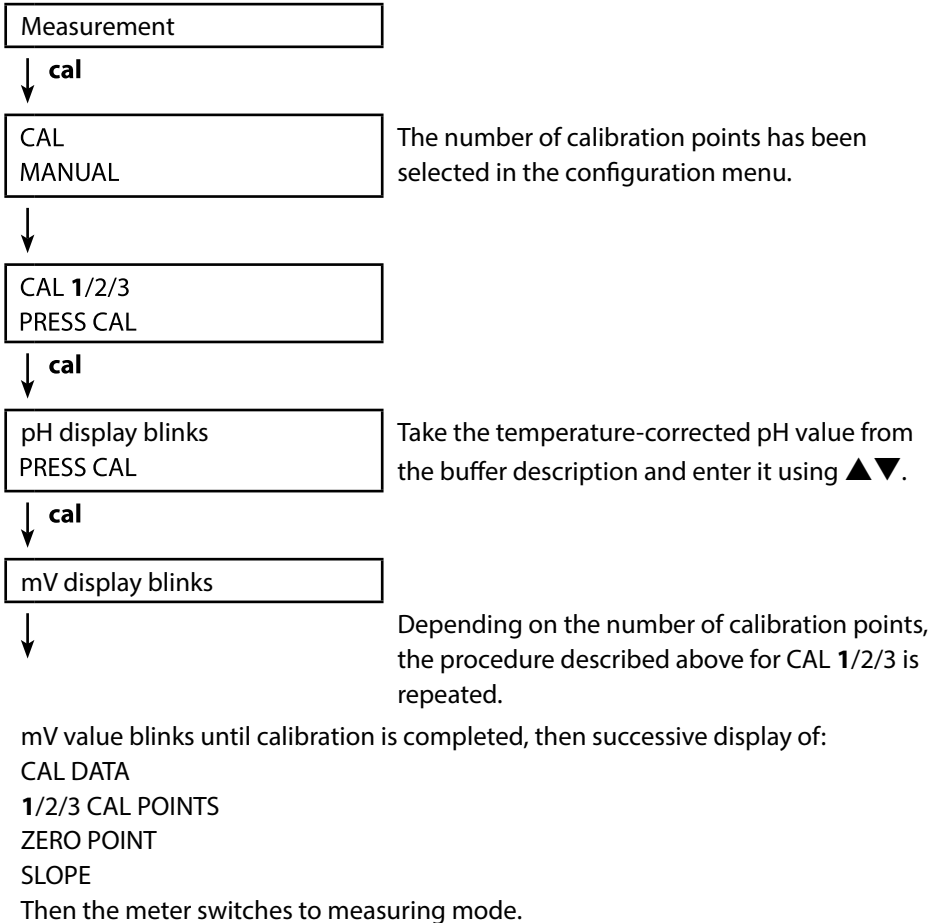 Measurement
cal
CAL
MANUAL
The number of calibration points has been
selected in the configuration menu.
CAL 1/2/3
PRESS CAL
cal
pH display blinks
PRESS CAL
Take the temperature-corrected pH value from
the buffer description and enter it using ▲▼.
cal
mV display blinks
Depending on the number of calibration points,
the procedure described above for CAL 1/2/3 is
repeated.
mV value blinks until calibration is completed, then successive display of:
CAL DATA
1/2/3 CAL POINTS
ZERO POINT
SLOPE
Then the meter switches to measuring mode.